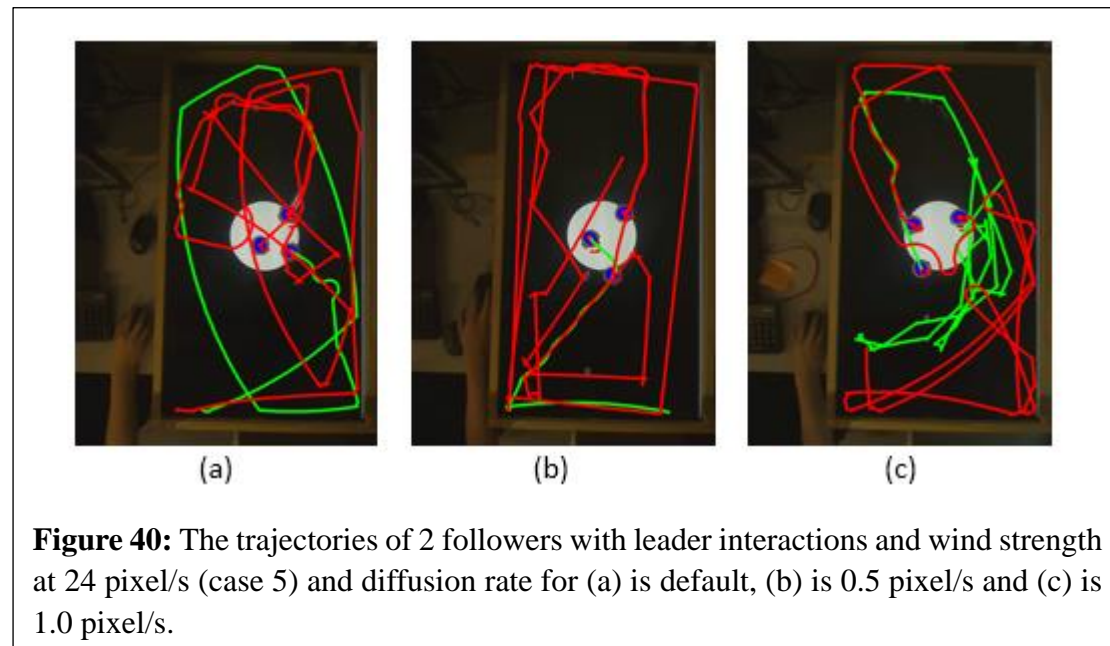 (a) (b) (c)
Figure 40: The trajectories of 2 followers with leader interactions and wind strength
at 24 pixel/s (case 5) and diffusion rate for (a) is default, (b) is 0.5 pixel/s and (c) is
1.0 pixel/s.